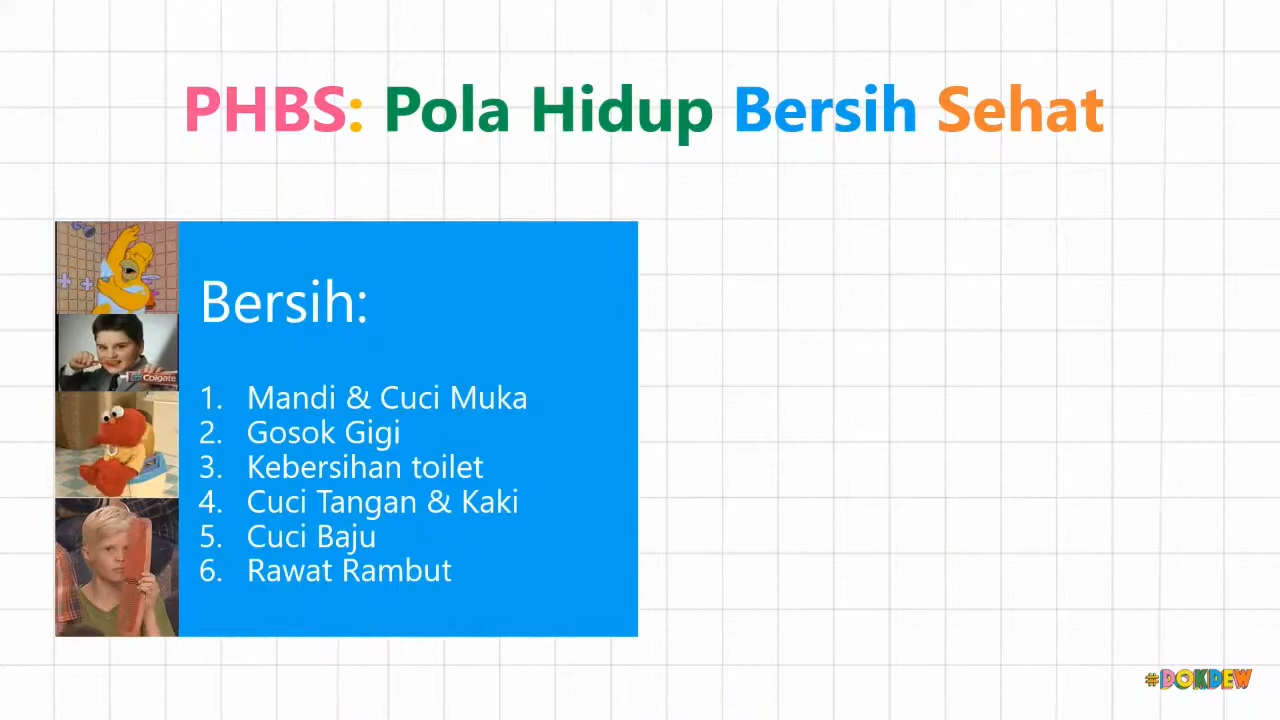 PHBS: Pola Hidup Bersih Sehat
Bersih:
1. Mandi & Cuci Muka
2. Gosok Gigi
3. Kebersihan toilet
4. Cuci Tangan & Kaki
5. Cuci Baju
6. Rawat Rambut
Colgate
#DOKDEW